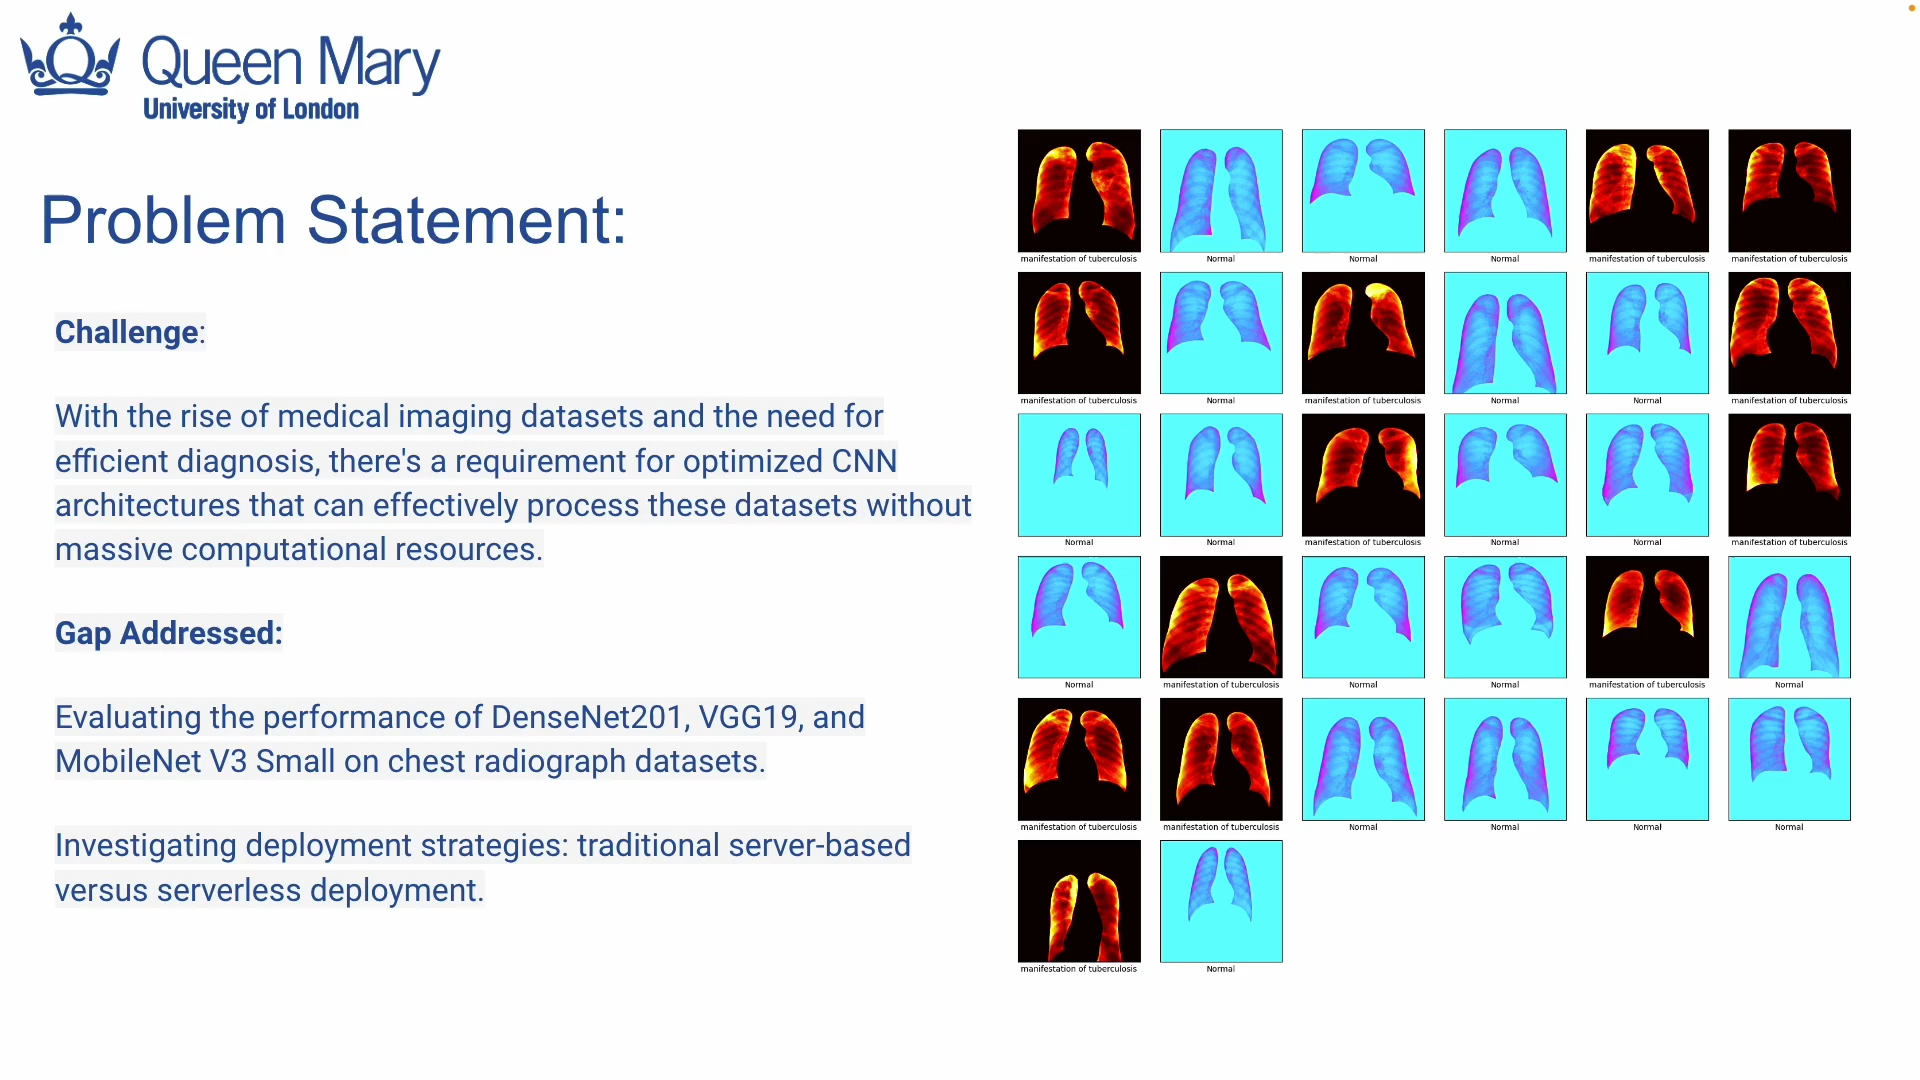 Queen Mary
University of London
Problem Statement:
Challenge:
With the rise of medical imaging datasets and the need for
efficient diagnosis, there's a requirement for optimized CNN
architectures that can effectively process these datasets without
massive computational resources.
Gap Addressed:
Evaluating the performance of DenseNet201, VGG19, and
MobileNet V3 Small on chest radiograph datasets.
Investigating deployment strategies: traditional server-based
versus serverless deployment.
manifestation of tuberculosis Normal Normal Normal manifestation of tuberculosis manifestation of tuberculosis
manifestation of tuberculosis Normal manifestation of tuberculosis Normal Normal manifestation of tuberculosis
Normal Normal manifestation of tuberculosis Normal Normal manifestation of tuberculosis
Normal manifestation of tuberculosis Normal Normal manifestation of tuberculosis Normal
manifestation of tuberculosis manifestation of tuberculosis Normal Normal Normal Normal
manifestation of tuberculosis Normal